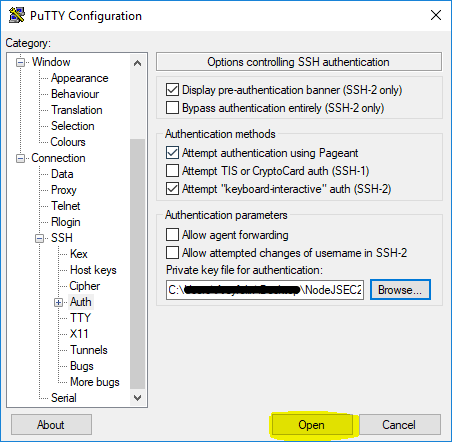 PuTTY Configuration
Category:
Window
Appearance
Behaviour
Translation
Selection
Colours
Connection
Data
Proxy
Telnet
Rlogin
SSH
Kex
Host keys
Cipher
Auth
TTY
X11
Tunnels
Bugs
More bugs
Serial
Options controlling SSH authentication
Display pre-authentication banner (SSH-2 only)
Bypass authentication entirely (SSH-2 only)
Authentication methods
Attempt authentication using Pageant
Attempt TIS or CryptoCard auth (SSH-1)
Attempt "keyboard-interactive" auth (SSH-2)
Authentication parameters
Allow agent forwarding
Allow attempted changes of username in SSH-2
Private key file for authentication:
C:\ \NodeJSEC2
Browse...
About
Open
Cancel